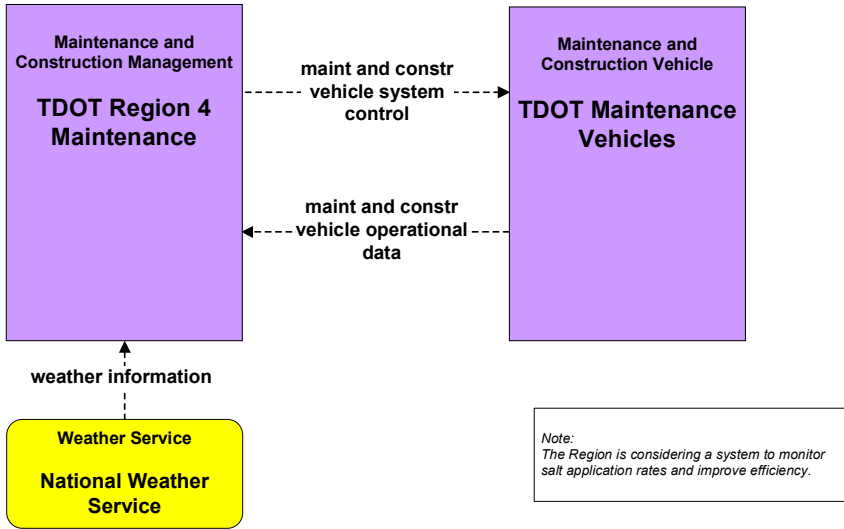 Maintenance and
Construction Management
TDOT Region 4
Maintenance
maint and constr
vehicle system
control
Maintenance and
Construction Vehicle
TDOT Maintenance
Vehicles
maint and constr
vehicle operational
data
weather information
Weather Service
National Weather
Service
Note:
The Region is considering a system to monitor
salt application rates and improve efficiency.